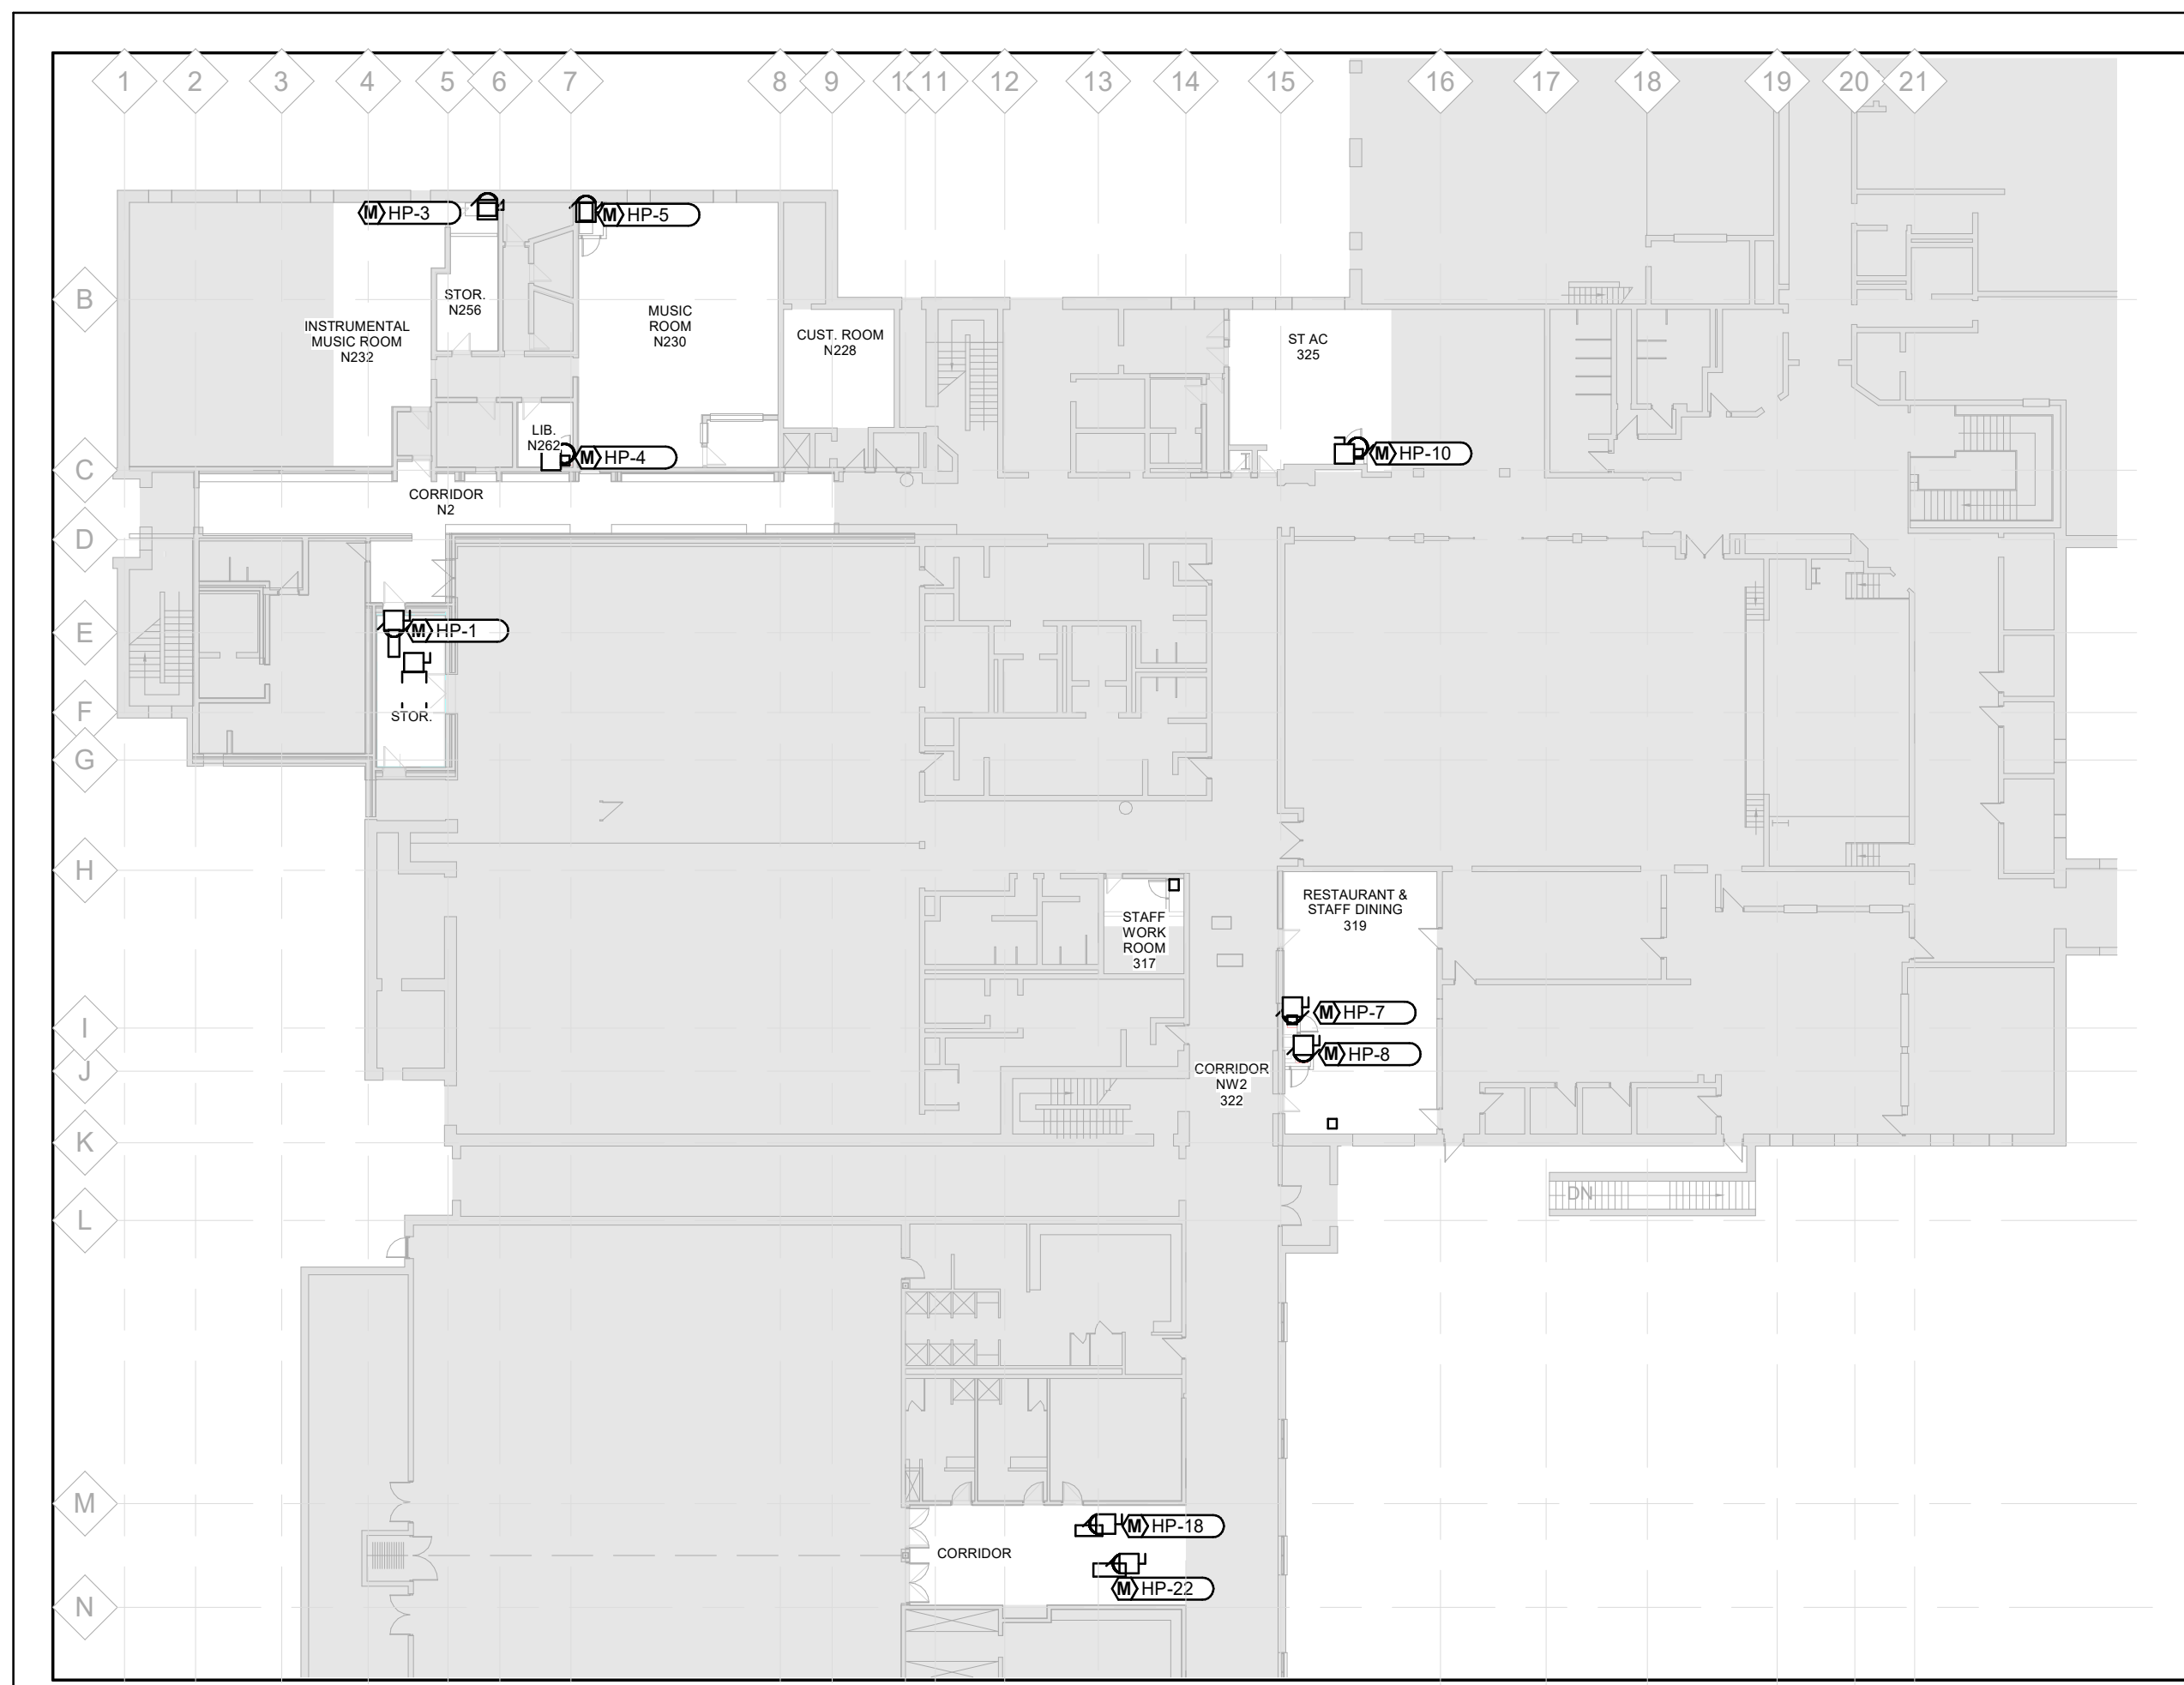 1 2 3 4 5 6 7 8 9 11 12 13 14 15 16 17 18 19 20 21
M HP-3
M HP-5
B
STOR.
N256
INSTRUMENTAL
MUSIC ROOM
N232
MUSIC
ROOM
N230
CUST. ROOM
N228
ST AC
325
LIB.
N262
M HP-4
M HP-10
C
CORRIDOR
N2
D
E
M HP-1
F
STOR.
G
H
RESTAURANT &
STAFF DINING
319
STAFF
WORK
ROOM
317
I
M HP-7
M HP-8
J
CORRIDOR
NW2
322
K
L
DN
M
M HP-18
CORRIDOR
M HP-22
N